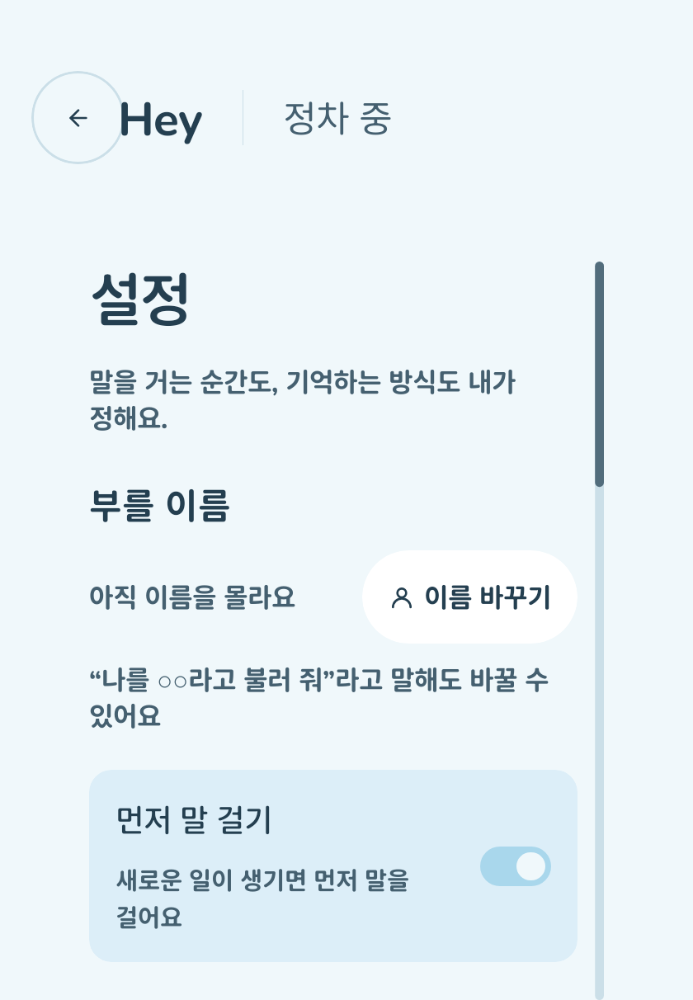 Hey
정차 중
설정
말을 거는 순간도, 기억하는 방식도 내가
정해요.
부를 이름
아직 이름을 몰라요
이름 바꾸기
“나를 ○○라고 불러 줘”라고 말해도 바꿀 수
있어요
먼저 말 걸기
새로운 일이 생기면 먼저 말을
걸어요